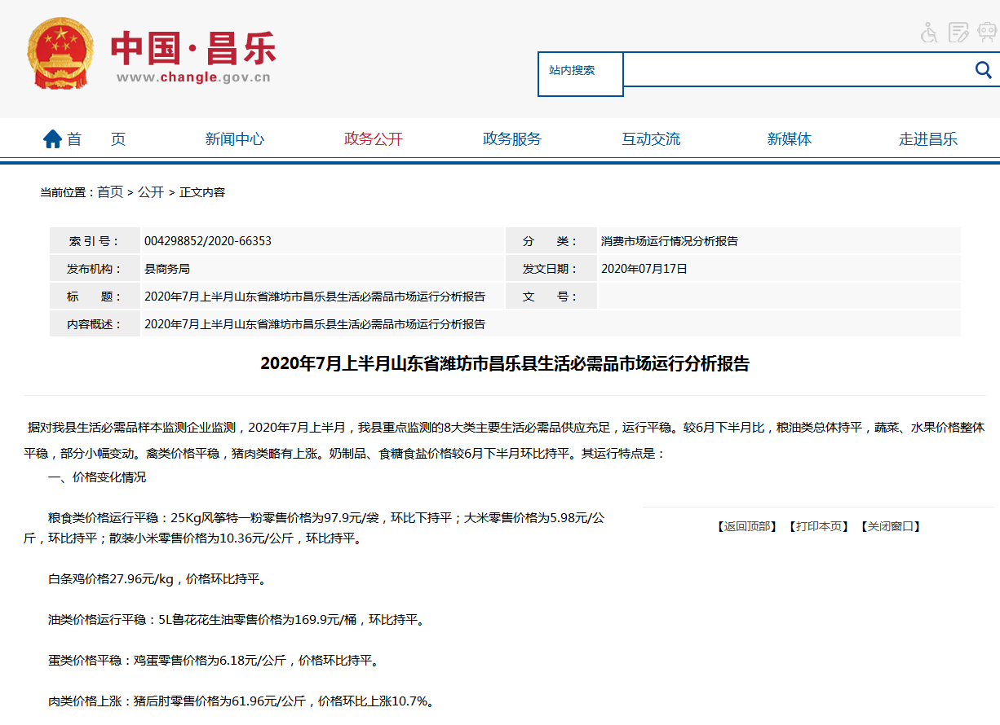 中国·昌乐
www.changle.gov.cn
站内搜索
首 页 新闻中心 政务公开 政务服务 互动交流 新媒体 走进昌乐
当前位置：首页 > 公开 > 正文内容
索 引 号： 004298852/2020-66353 分 类： 消费市场运行情况分析报告
发布机构： 县商务局 发文日期： 2020年07月17日
标 题： 2020年7月上半月山东省潍坊市昌乐县生活必需品市场运行分析报告 文 号：
内容概述： 2020年7月上半月山东省潍坊市昌乐县生活必需品市场运行分析报告
2020年7月上半月山东省潍坊市昌乐县生活必需品市场运行分析报告
据对我县生活必需品样本监测企业监测，2020年7月上半月，我县重点监测的8大类主要生活必需品供应充足，运行平稳。较6月下半月比，粮油类总体持平，蔬菜、水果价格整体
平稳，部分小幅变动。禽类价格平稳，猪肉类略有上涨。奶制品、食糖食盐价格较6月下半月环比持平。其运行特点是：
一、价格变化情况
粮食类价格运行平稳：25Kg风筝特一粉零售价格为97.9元/袋，环比下持平；大米零售价格为5.98元/公
斤，环比持平；散装小米零售价格为10.36元/公斤，环比持平。
【返回顶部】 【打印本页】 【关闭窗口】
白条鸡价格27.96元/kg，价格环比持平。
油类价格运行平稳：5L鲁花花生油零售价格为169.9元/桶，环比持平。
蛋类价格平稳：鸡蛋零售价格为6.18元/公斤，价格环比持平。
肉类价格上涨：猪后肘零售价格为61.96元/公斤，价格环比上涨10.7%。